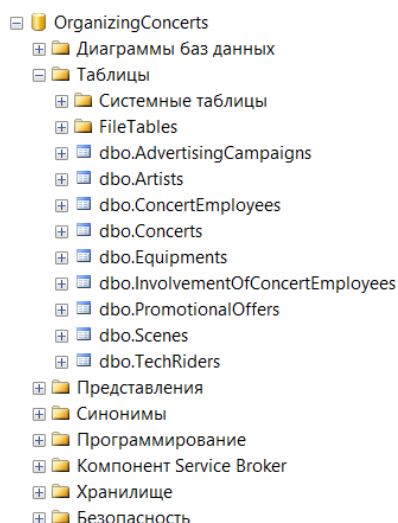 OrganizingConcerts
Диаграммы баз данных
Таблицы
Системные таблицы
FileTables
dbo.AdvertisingCampaigns
dbo.Artists
dbo.ConcertEmployees
dbo.Concerts
dbo.Equipments
dbo.InvolvementOfConcertEmployees
dbo.PromotionalOffers
dbo.Scenes
dbo.TechRiders
Представления
Синонимы
Программирование
Компонент Service Broker
Хранилище
Безопасность